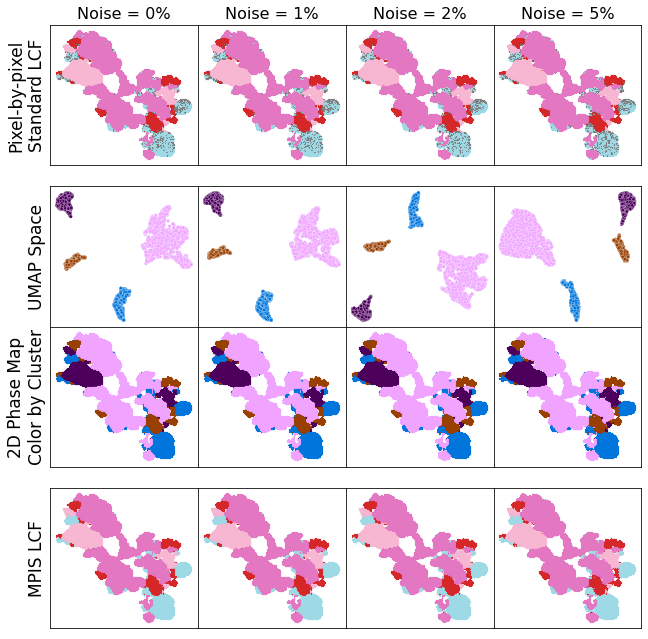 Noise = 0%
Noise = 1%
Noise = 2%
Noise = 5%
Pixel-by-pixel
Standard LCF
UMAP Space
2D Phase Map
Color by Cluster
MPIS LCF